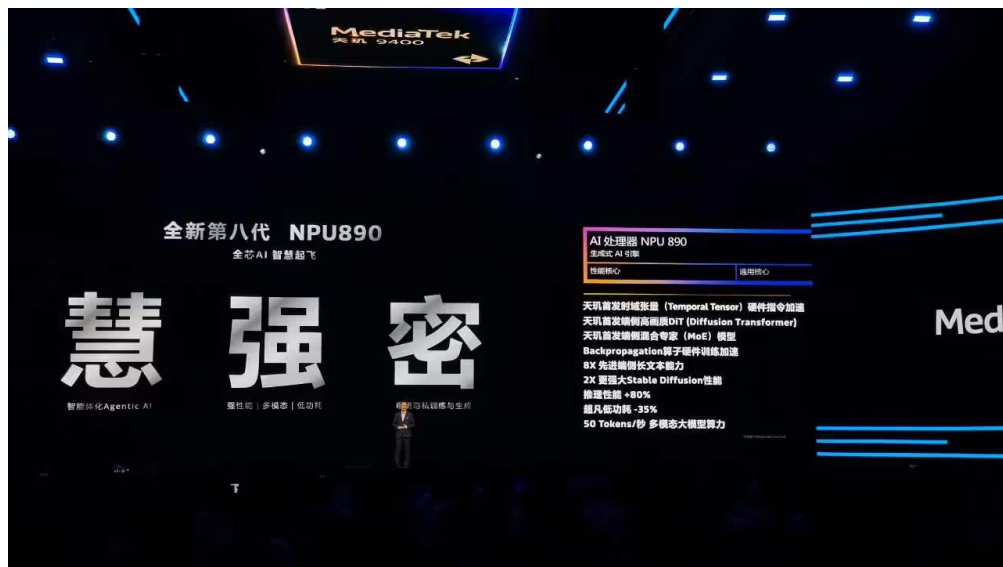 MediaTek
天玑 9400
全新第八代 NPU890
全芯AI 智慧起飞
慧 强 密
智能体化Agentic AI
强性能 | 多模态 | 低功耗
私训练与生成
AI 处理器 NPU 890
生成式 AI 引擎
性能核心
通用核心
天玑首发时域张量（Temporal Tensor）硬件指令加速
天玑首发端侧高画质DiT (Diffusion Transformer)
天玑首发端侧混合专家（MoE）模型
Backpropagation算子硬件训练加速
8X 先进端侧长文本能力
2X 更强大Stable Diffusion性能
推理性能 +80%
超凡低功耗 -35%
50 Tokens/秒 多模态大模型算力
Med